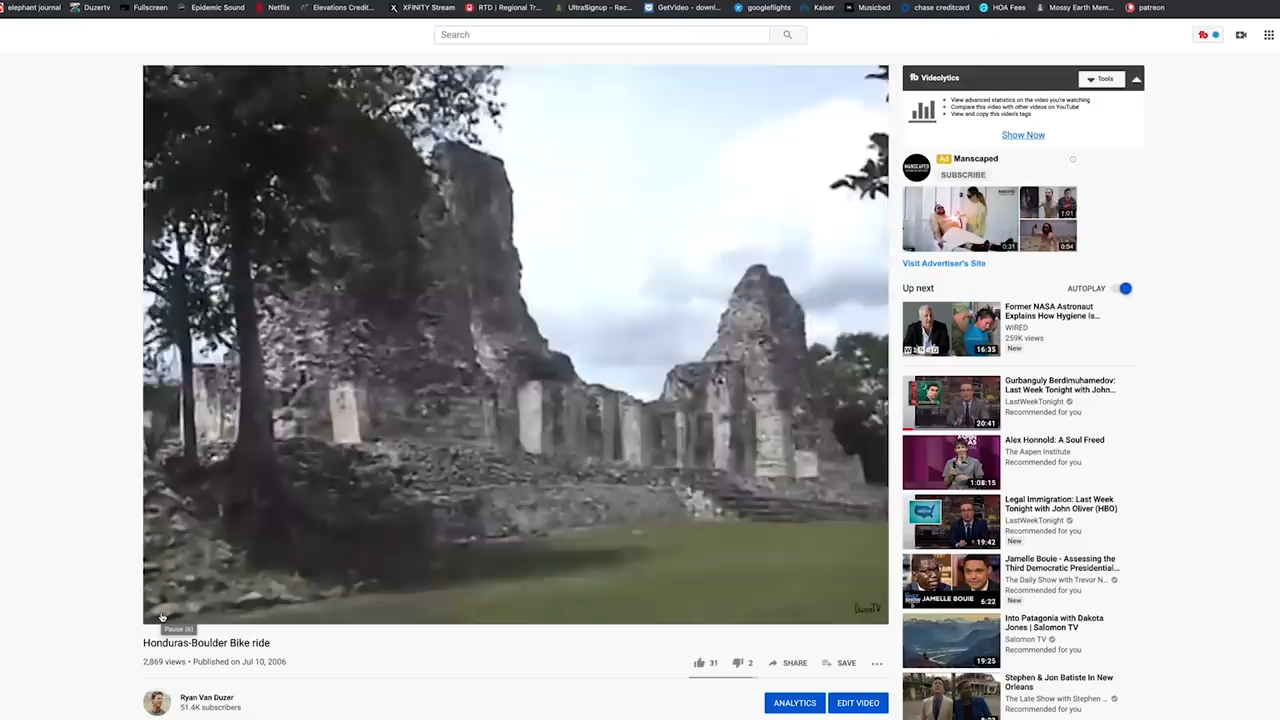 elephant journal Duzertv Fullscreen Epidemic Sound Netflix Elevations Credit... XFINITY Stream RTD | Regional Tr... UltraSignup - Rac... GetVideo - downl... googleflights Kaiser Musicbed chase creditcard HOA Fees Mossy Earth Mem... patreon
Search
Videolytics
Tools
View advanced statistics on the video you're watching
Compare this video with other videos on YouTube
View and copy this video's tags
Show Now
MANSCAPED
Ad Manscaped
SUBSCRIBE
0:31
1:01
0:54
Visit Advertiser's Site
Up next
AUTOPLAY
WIRED
16:35
Former NASA Astronaut
Explains How Hygiene Is...
WIRED
259K views
New
20:41
Gurbanguly Berdimuhamedov:
Last Week Tonight with John...
LastWeekTonight
Recommended for you
1:08:15
Alex Honnold: A Soul Freed
The Aspen Institute
Recommended for you
19:42
Legal Immigration: Last Week
Tonight with John Oliver (HBO)
LastWeekTonight
Recommended for you
New
JAMELLE BOUIE
6:22
Jamelle Bouie - Assessing the
Third Democratic Presidential...
The Daily Show with Trevor N...
Recommended for you
New
19:25
Into Patagonia with Dakota
Jones | Salomon TV
Salomon TV
Recommended for you
Stephen & Jon Batiste In New
Orleans
The Late Show with Stephen ...
Recommended for you
DuzerTV
Pause (k)
Honduras-Boulder Bike ride
2,869 views • Published on Jul 10, 2006
31
2
SHARE
SAVE
Ryan Van Duzer
51.4K subscribers
ANALYTICS
EDIT VIDEO